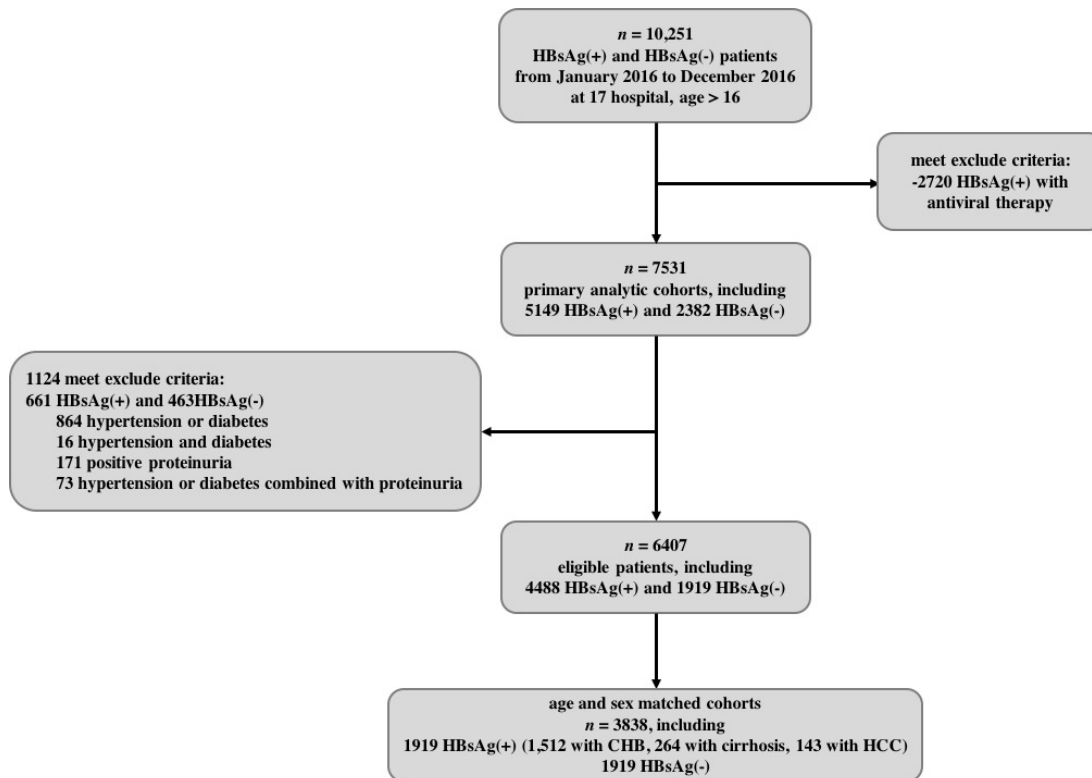 n = 10,251
HBsAg(+) and HBsAg(-) patients
from January 2016 to December 2016
at 17 hospital, age > 16
meet exclude criteria:
-2720 HBsAg(+) with
antiviral therapy
n = 7531
primary analytic cohorts, including
5149 HBsAg(+) and 2382 HBsAg(-)
1124 meet exclude criteria:
661 HBsAg(+) and 463HBsAg(-)
864 hypertension or diabetes
16 hypertension and diabetes
171 positive proteinuria
73 hypertension or diabetes combined with proteinuria
n = 6407
eligible patients, including
4488 HBsAg(+) and 1919 HBsAg(-)
age and sex matched cohorts
n = 3838, including
1919 HBsAg(+) (1,512 with CHB, 264 with cirrhosis, 143 with HCC)
1919 HBsAg(-)